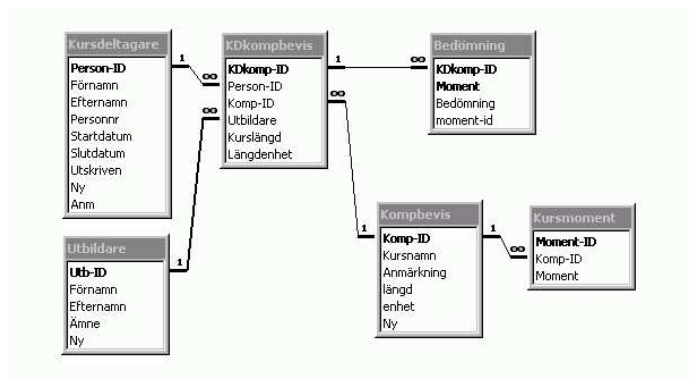 Kursdeltagare
Person-ID
Förnamn
Efternamn
Personnr
Startdatum
Slutdatum
Utskriven
Ny
Anm
1
∞
KDkompbevis
KDkomp-ID
Person-ID
Komp-ID
Utbildare
Kurslängd
Längdenhet
∞
1
∞
∞
Bedömning
KDkomp-ID
Moment
Bedömning
moment-id
Utbildare
Utb-ID
Förnamn
Efternamn
Ämne
Ny
1
1
Kompbevis
Komp-ID
Kursnamn
Anmärkning
längd
enhet
Ny
1
∞
Kursmoment
Moment-ID
Komp-ID
Moment